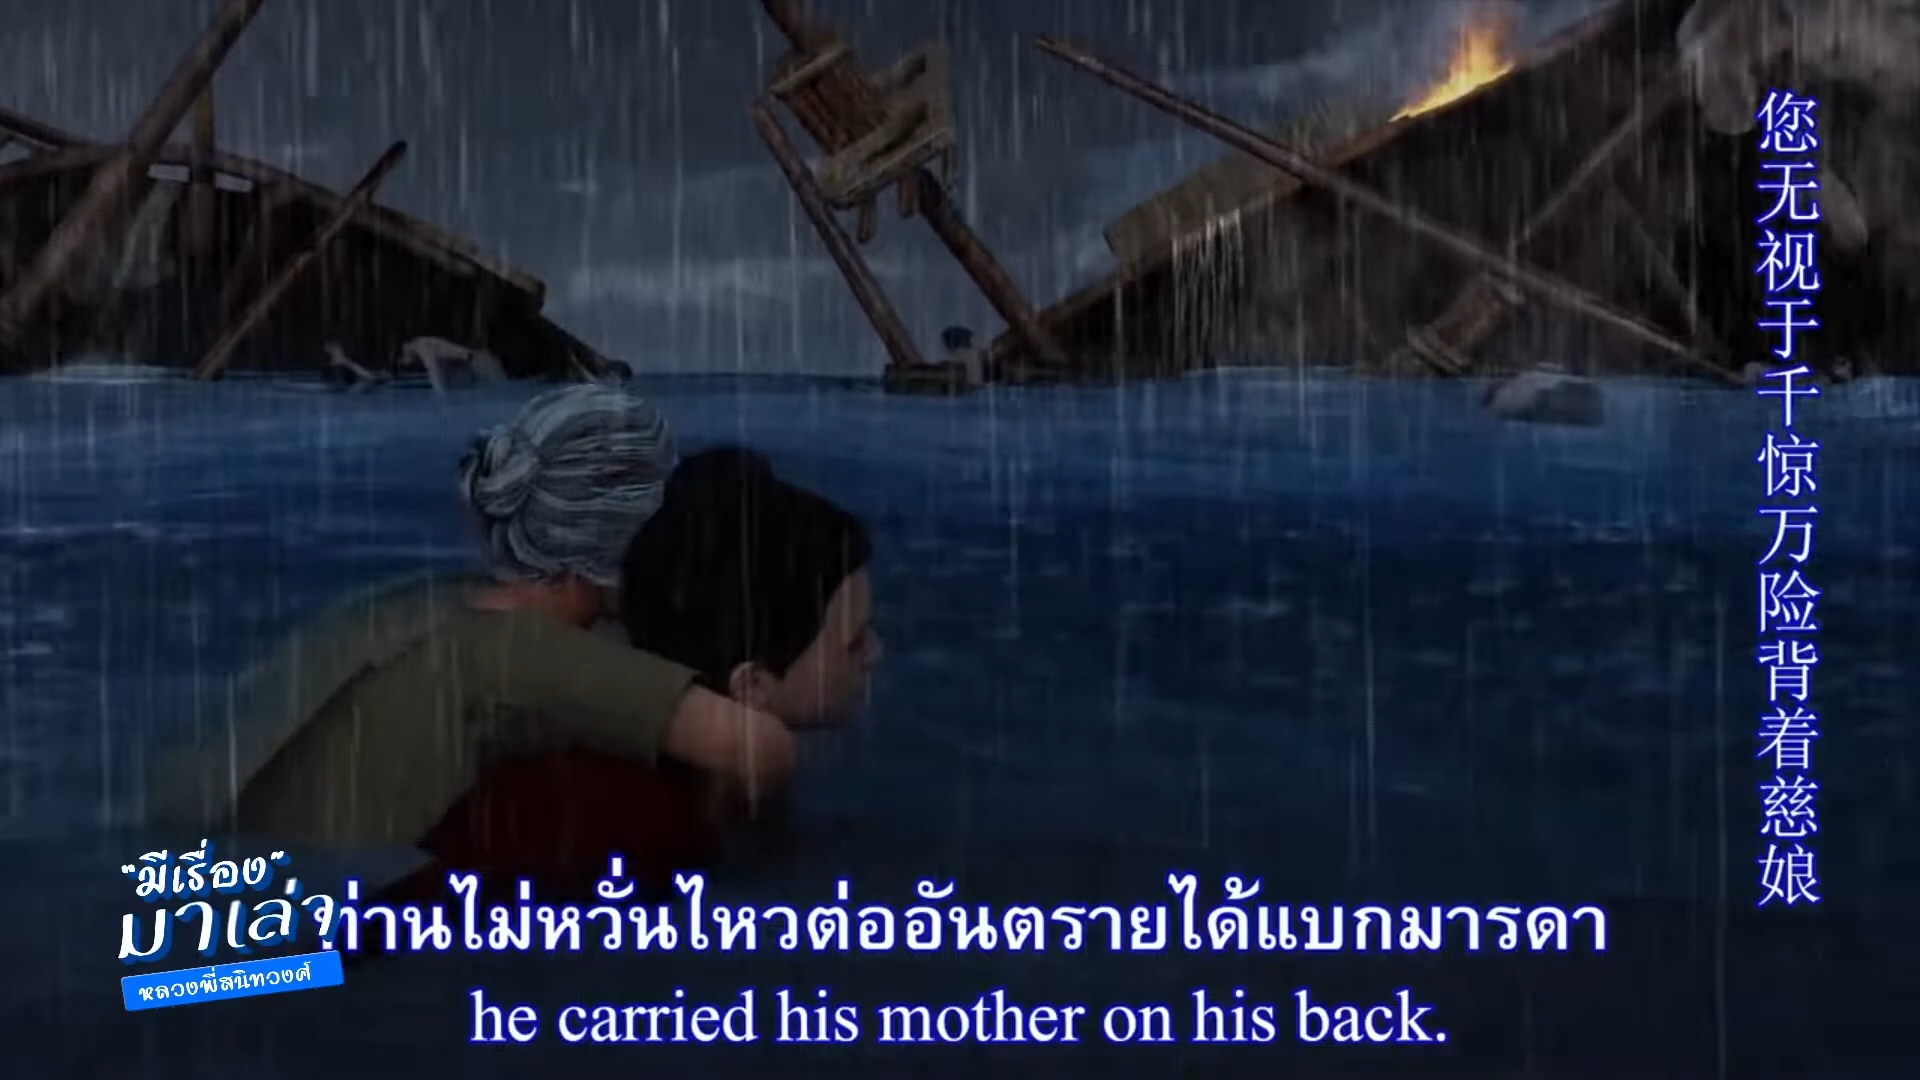 您无视于千惊万险背着慈娘
"มีเรื่อง"
มาเล่า
หลวงพี่สนิทวงศ์
ท่านไม่หวั่นไหวต่ออันตรายได้แบกมารดา
he carried his mother on his back.